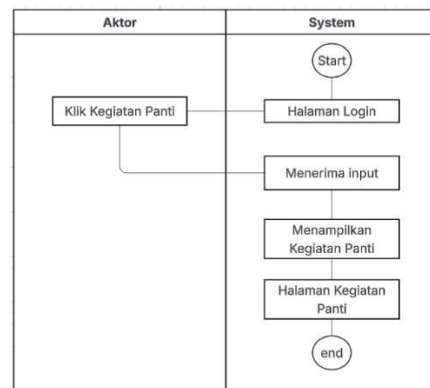 Aktor
System
Start
Klik Kegiatan Panti
Halaman Login
Menerima input
Menampilkan
Kegiatan Panti
Halaman Kegiatan
Panti
end